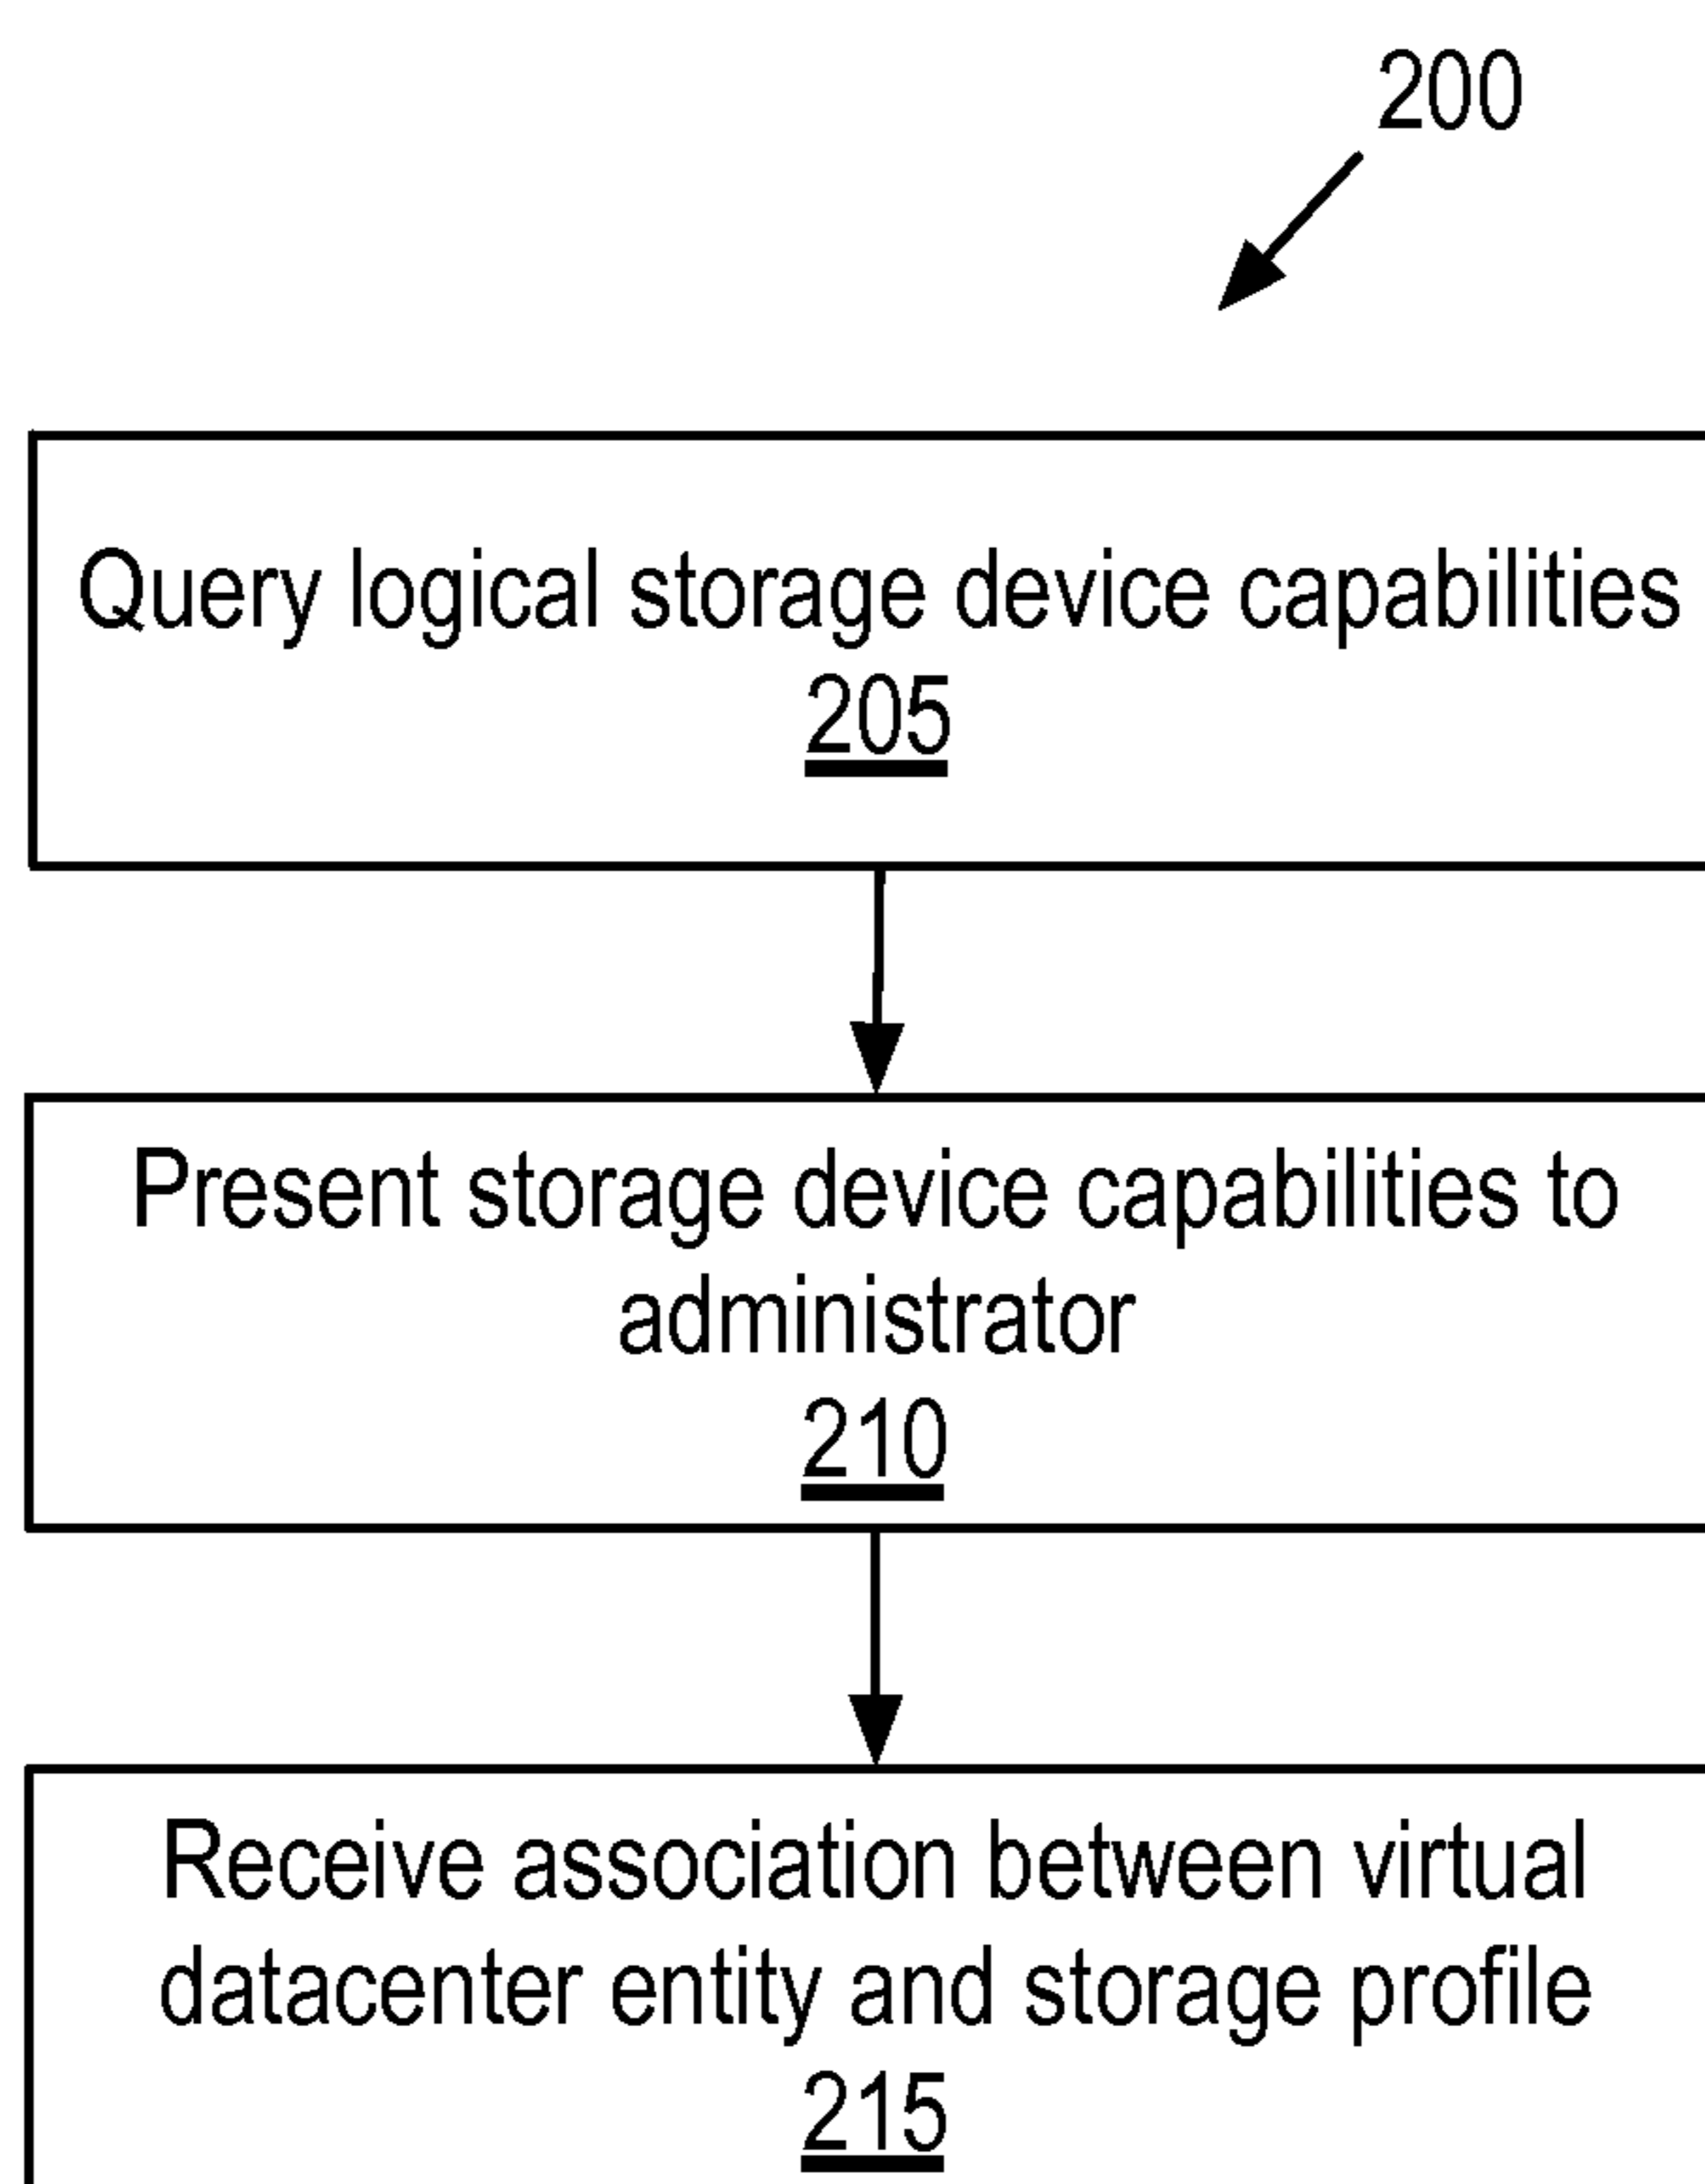 200
Query logical storage device capabilities
205
Present storage device capabilities to
administrator
210
Receive association between virtual
datacenter entity and storage profile
215